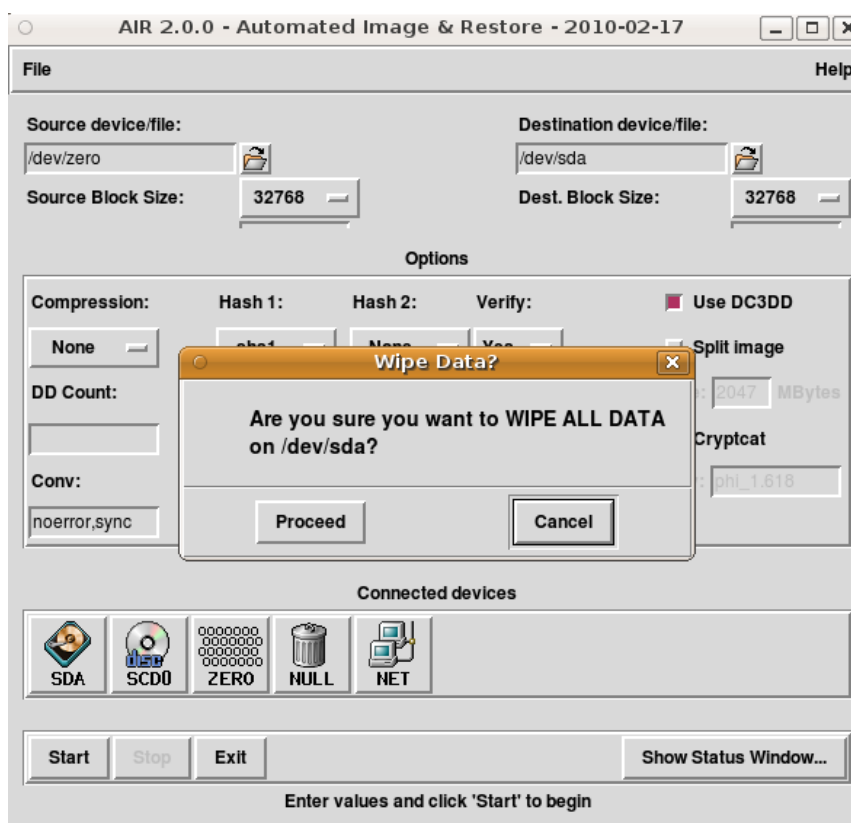 AIR 2.0.0 - Automated Image & Restore - 2010-02-17
File Help
Source device/file: Destination device/file:
/dev/zero /dev/sda
Source Block Size: 32768 Dest. Block Size: 32768
Options
Compression: Hash 1: Hash 2: Verify: Use DC3DD
None sha1 None Yes Split image
Wipe Data?
DD Count: 2047 MBytes
Are you sure you want to WIPE ALL DATA
on /dev/sda?
Cryptcat
Conv: phi_1.618
noerror,sync
Proceed Cancel
Connected devices
SDA SCD0 ZERO NULL NET
disc
Start Stop Exit Show Status Window...
Enter values and click 'Start' to begin